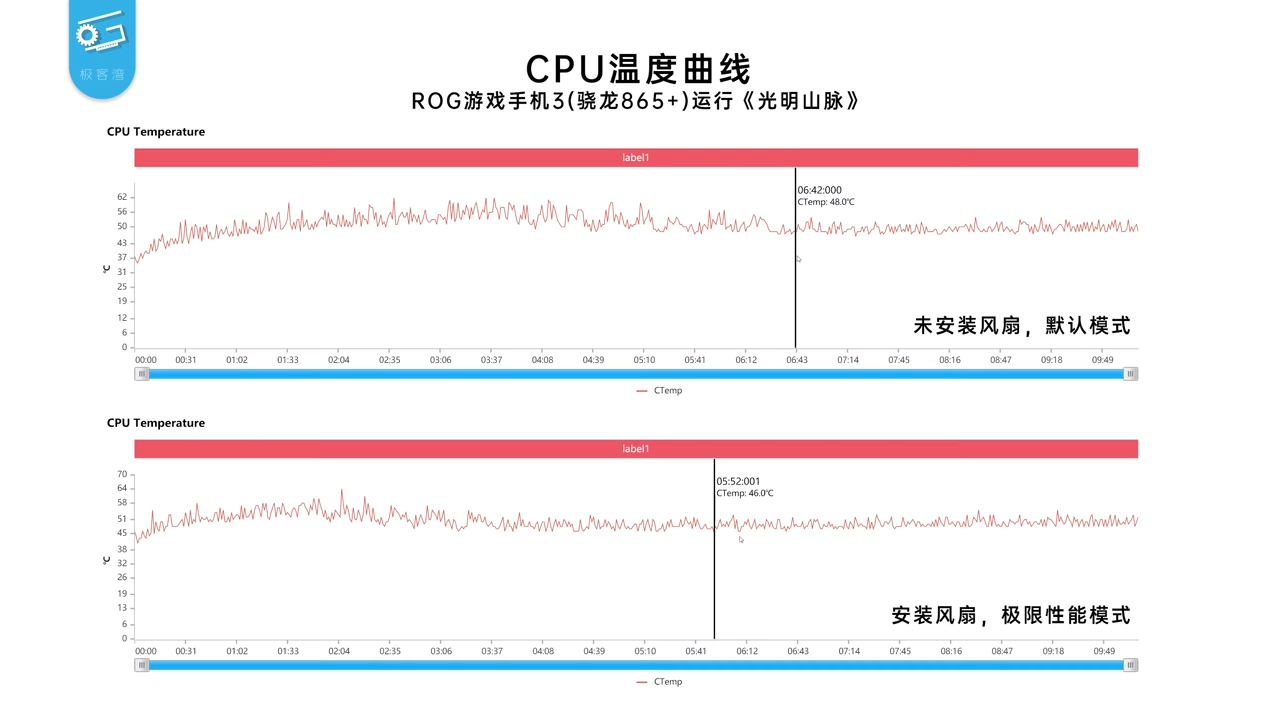 极客湾
CPU温度曲线
ROG游戏手机3(骁龙865+)运行《光明山脉》
CPU Temperature
label1
06:42:000
CTemp: 48.0℃
62
56
50
43
37
31
25
19
12
6
0
℃
未安装风扇，默认模式
00:00 00:31 01:02 01:33 02:04 02:35 03:06 03:37 04:08 04:39 05:10 05:41 06:12 06:43 07:14 07:45 08:16 08:47 09:18 09:49
CTemp
CPU Temperature
label1
05:52:001
CTemp: 46.0℃
70
64
58
51
45
38
32
26
19
13
6
0
℃
安装风扇，极限性能模式
00:00 00:31 01:02 01:33 02:04 02:35 03:06 03:37 04:08 04:39 05:10 05:41 06:12 06:43 07:14 07:45 08:16 08:47 09:18 09:49
CTemp